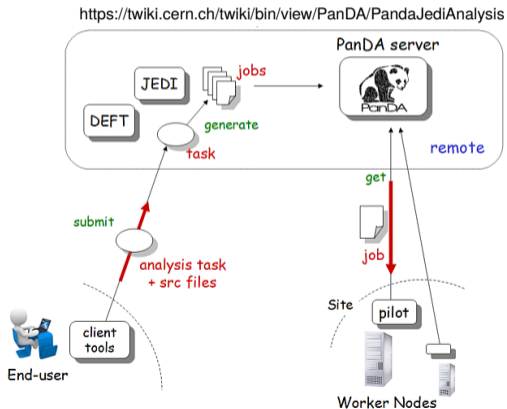 https://twiki.cern.ch/twiki/bin/view/PanDA/PandaJediAnalysis
PanDA server
JEDI
jobs
DEFT
generate
PanDA
task
remote
get
submit
job
analysis task
+ src files
Site
pilot
client
tools
End-user
Worker Nodes